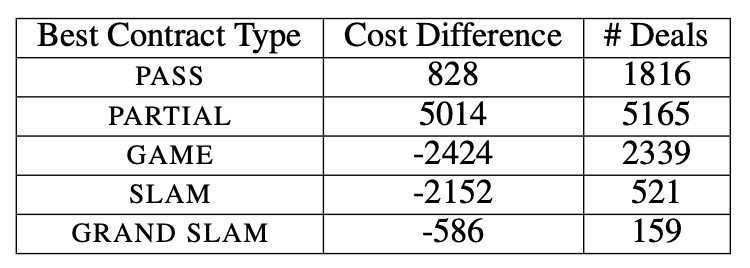 Best Contract Type Cost Difference # Deals
PASS 828 1816
PARTIAL 5014 5165
GAME -2424 2339
SLAM -2152 521
GRAND SLAM -586 159